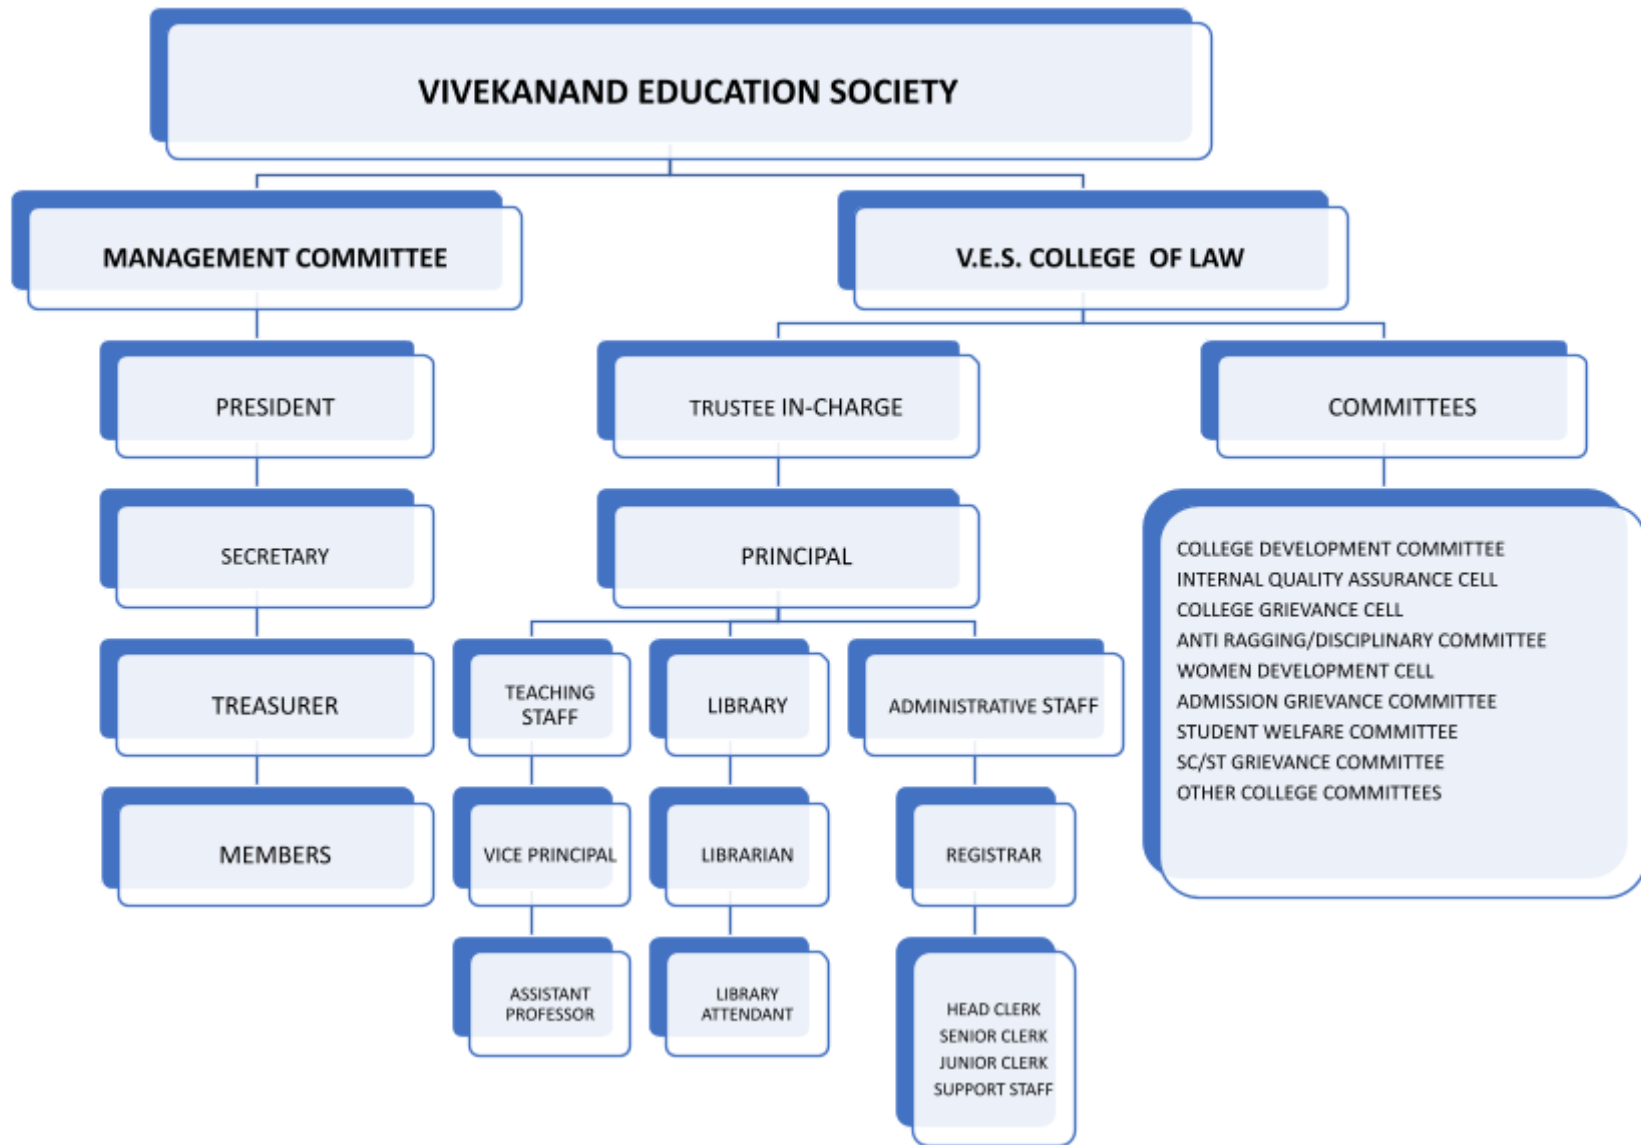 VIVEKANAND EDUCATION SOCIETY
MANAGEMENT COMMITTEE
V.E.S. COLLEGE OF LAW
PRESIDENT
TRUSTEE IN-CHARGE
COMMITTEES
SECRETARY
PRINCIPAL
COLLEGE DEVELOPMENT COMMITTEE
INTERNAL QUALITY ASSURANCE CELL
COLLEGE GRIEVANCE CELL
ANTI RAGGING/DISCIPLINARY COMMITTEE
WOMEN DEVELOPMENT CELL
ADMISSION GRIEVANCE COMMITTEE
STUDENT WELFARE COMMITTEE
SC/ST GRIEVANCE COMMITTEE
OTHER COLLEGE COMMITTEES
TREASURER
TEACHING
STAFF
LIBRARY
ADMINISTRATIVE STAFF
MEMBERS
VICE PRINCIPAL
LIBRARIAN
REGISTRAR
ASSISTANT
PROFESSOR
LIBRARY
ATTENDANT
HEAD CLERK
SENIOR CLERK
JUNIOR CLERK
SUPPORT STAFF